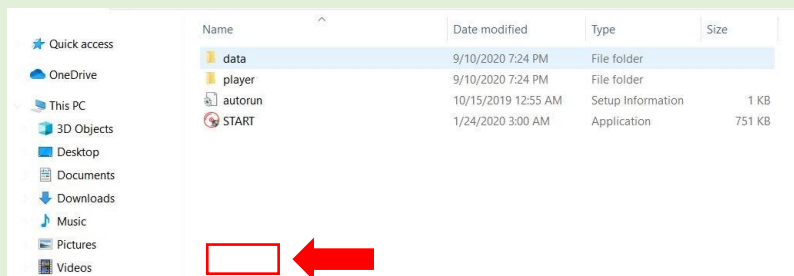 Name Date modified Type Size
Quick access
data 9/10/2020 7:24 PM File folder
OneDrive
player 9/10/2020 7:24 PM File folder
This PC
autorun 10/15/2019 12:55 AM Setup Information 1 KB
3D Objects
START 1/24/2020 3:00 AM Application 751 KB
Desktop
Documents
Downloads
Music
Pictures
Videos